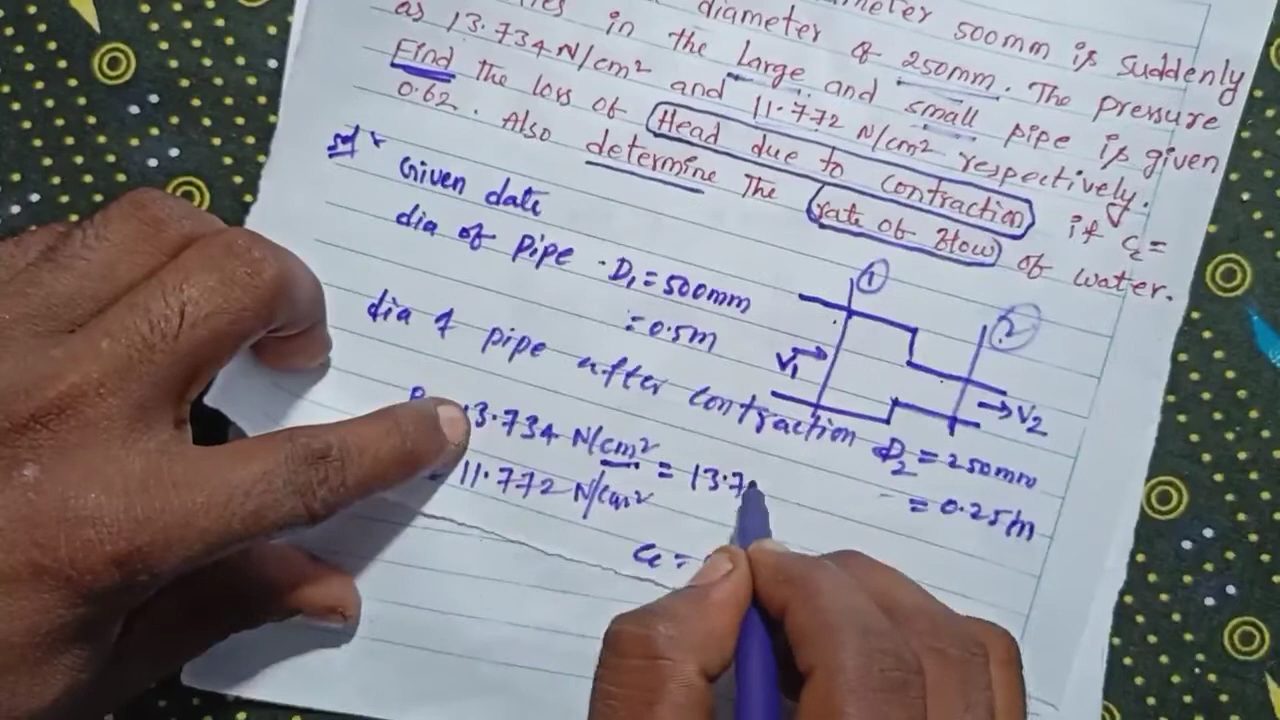 500mm is suddenly
in the diameter of 250mm. The pressure
as 13.734 N/cm² and Large and small pipe is given
Find the loss of 11.772 N/cm² respectively.
0.62. Also Head due to contraction if Cc =
determine The rate of flow of water.
Given date
dia of pipe D1 = 500mm
= 0.5m
1
2
V1
V2
dia of pipe after contraction D2 = 250mm
= 0.25m
13.734 N/cm² = 13.7
11.772 N/cm²
Cc =